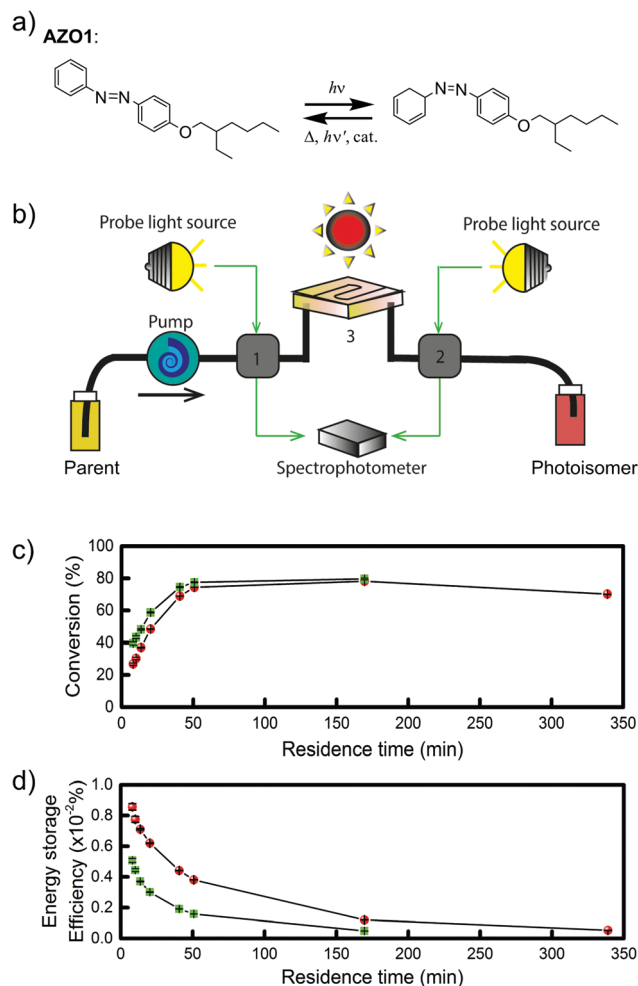 a)
AZO1:
N=N
O
hν
Δ, hν′, cat.
N=N
O
b)
Probe light source
Probe light source
Pump
1
3
2
Parent
Spectrophotometer
Photoisomer
c)
Conversion (%)
100
80
60
40
20
0
0 50 100 150 200 250 300 350
Residence time (min)
d)
Energy storage
Efficiency (x10⁻²%)
1.0
0.8
0.6
0.4
0.2
0.0
0 50 100 150 200 250 300 350
Residence time (min)